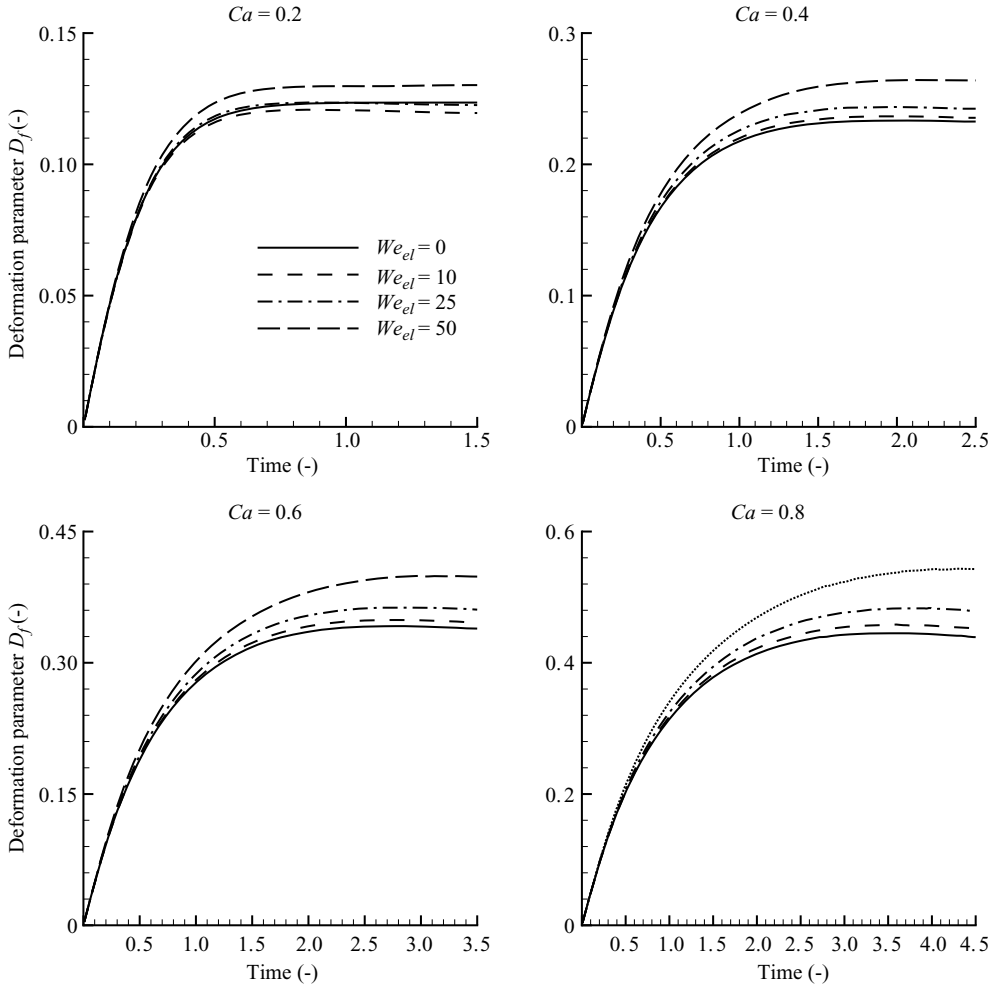 Ca = 0.2
Ca = 0.4
0.15
0.10
0.05
0
Deformation parameter D_f (-)
We_el = 0
We_el = 10
We_el = 25
We_el = 50
0.5 1.0 1.5
Time (-)
0.3
0.2
0.1
0
0.5 1.0 1.5 2.0 2.5
Time (-)
Ca = 0.6
Ca = 0.8
0.45
0.30
0.15
0
Deformation parameter D_f (-)
0.5 1.0 1.5 2.0 2.5 3.0 3.5
Time (-)
0.6
0.4
0.2
0
0.5 1.0 1.5 2.0 2.5 3.0 3.5 4.0 4.5
Time (-)